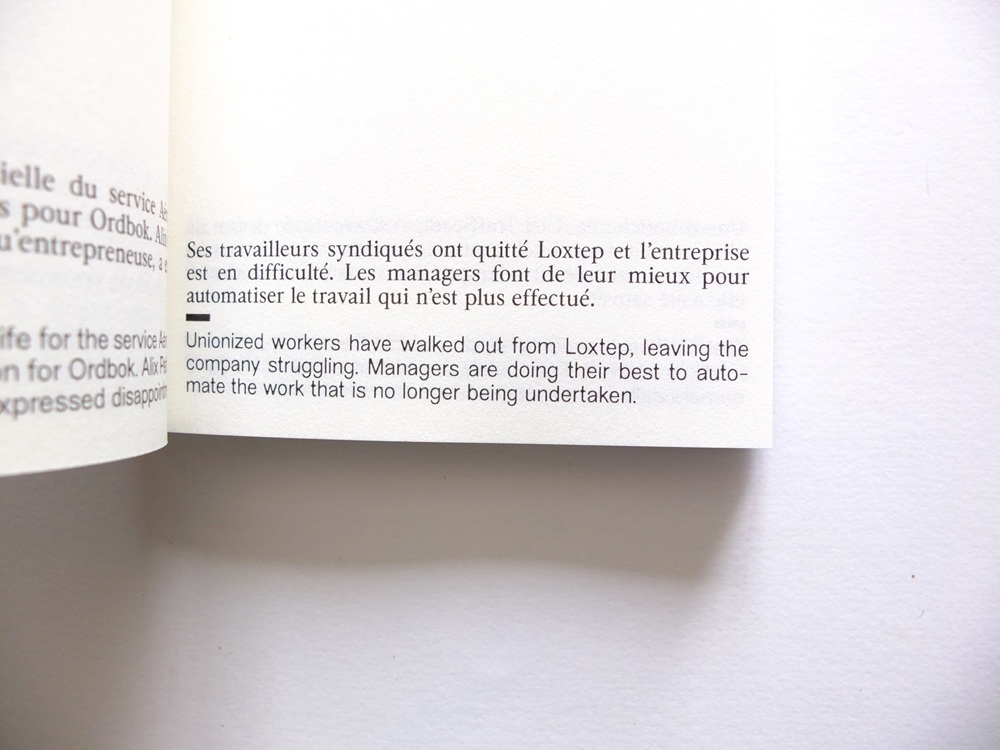 ielle du service
s pour Ordbok.
u'entrepreneuse, a
ife for the service
n for Ordbok. Alix
xpressed
Ses travailleurs syndiqués ont quitté Loxtep et l'entreprise
est en difficulté. Les managers font de leur mieux pour
automatiser le travail qui n'est plus effectué.
Unionized workers have walked out from Loxtep, leaving the
company struggling. Managers are doing their best to auto-
mate the work that is no longer being undertaken.